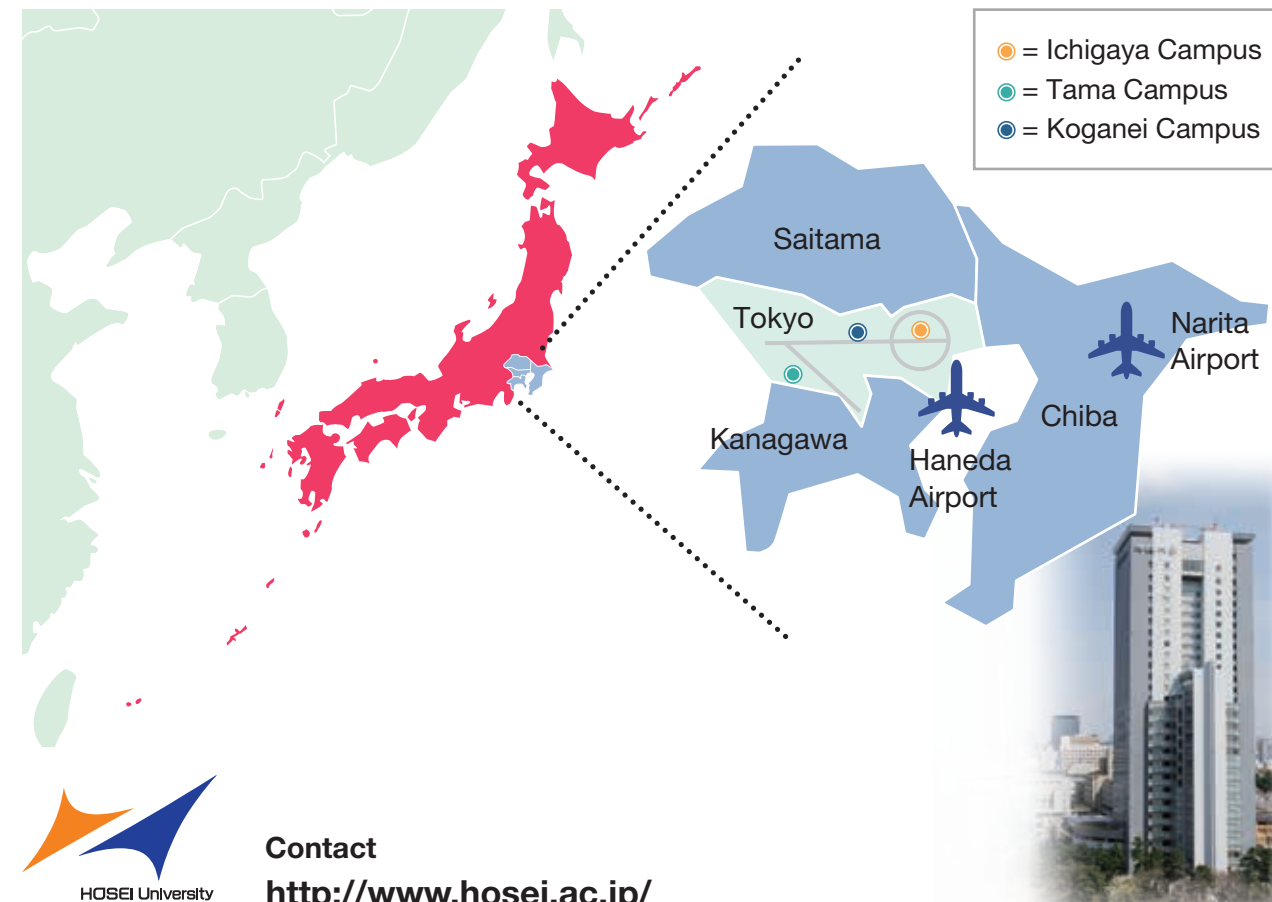 = Ichigaya Campus
= Tama Campus
= Koganei Campus
Saitama
Tokyo
Narita
Airport
Chiba
Kanagawa
Haneda
Airport
HOSEI University
Contact
http://www.hosei.ac.jp/